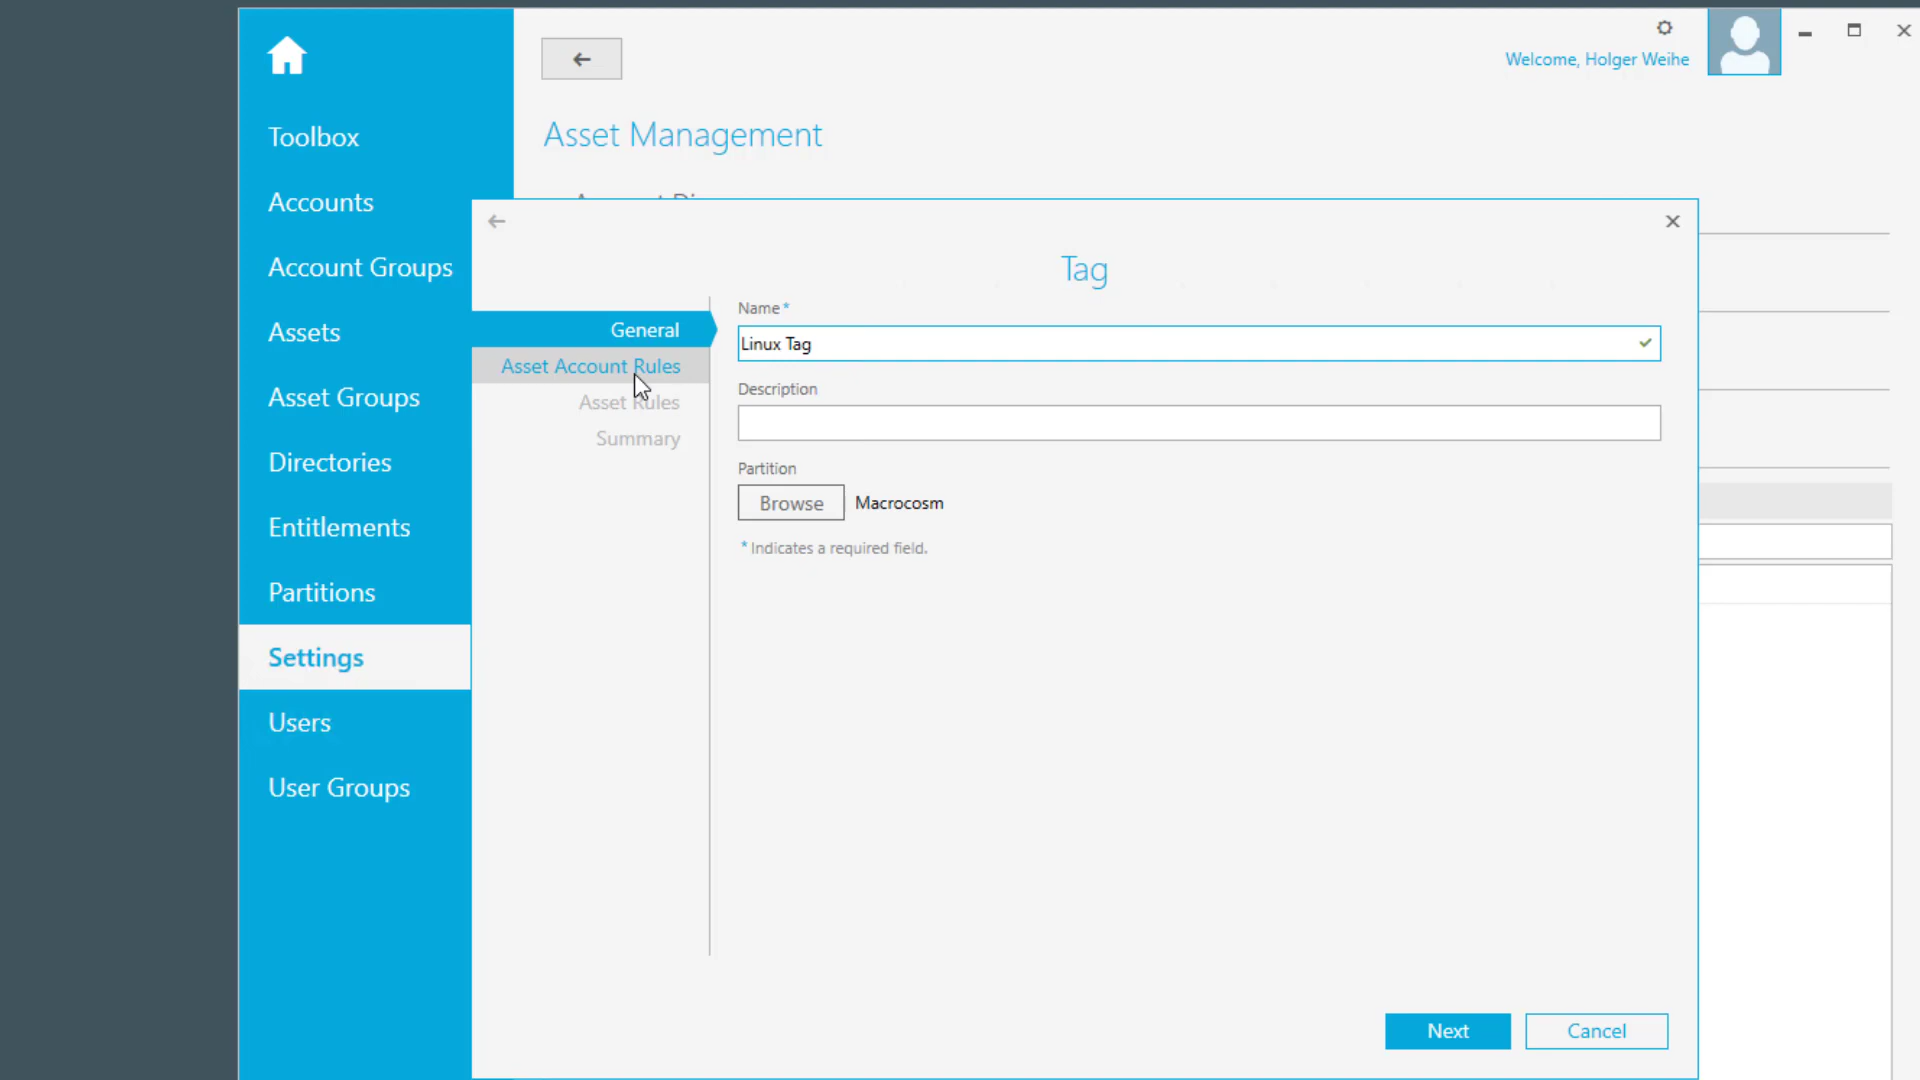 Welcome, Holger Weihe
Toolbox
Accounts
Account Groups
Assets
Asset Groups
Directories
Entitlements
Partitions
Settings
Users
User Groups
Asset Management
Tag
General
Asset Account Rules
Asset Rules
Summary
Name*
Linux Tag
Description
Partition
Browse Macrocosm
* Indicates a required field.
Next Cancel